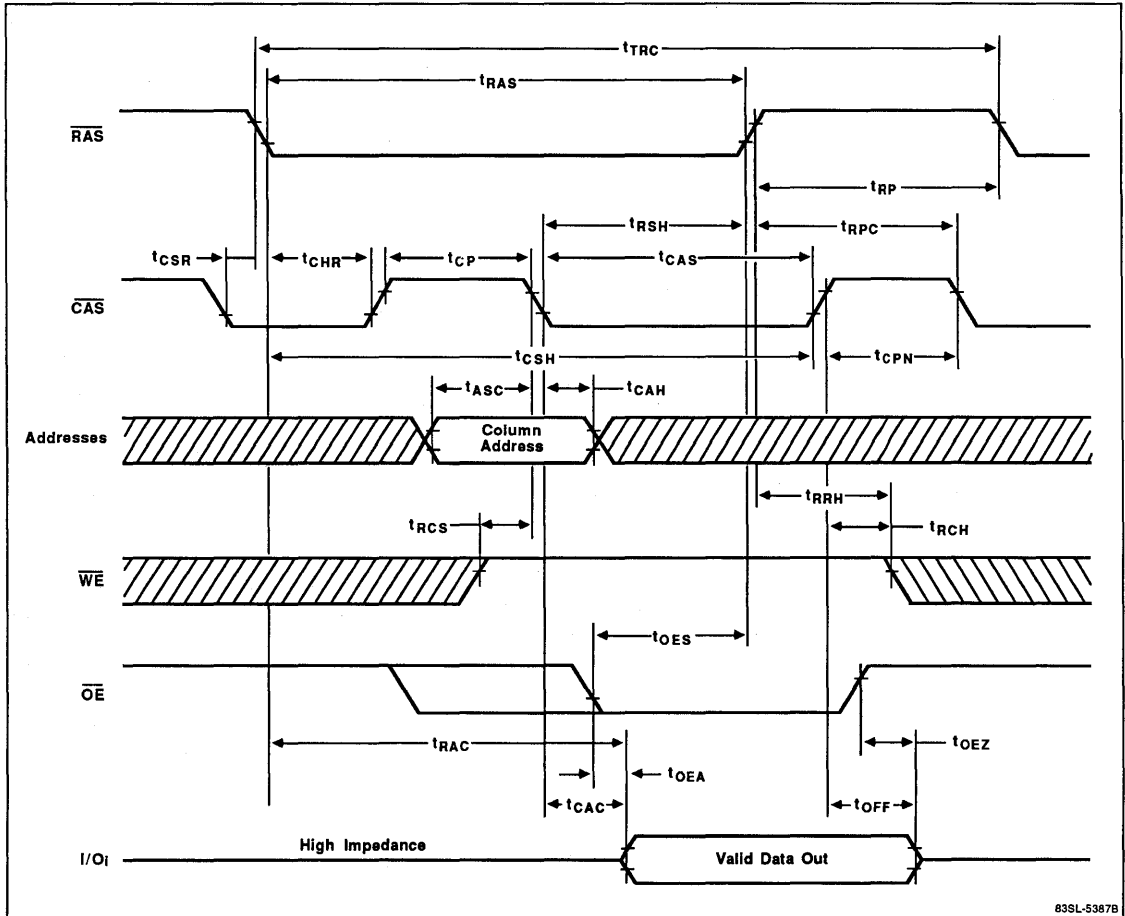 tTRC
tRAS
RAS
tRP
tRSH
tRPC
tCSR
tCHR
tCP
tCAS
CAS
tCSH
tCPN
tASC
tCAH
Addresses
Column
Address
tRRH
tRCS
tRCH
WE
tOES
OE
tRAC
tOEZ
tOEA
tCAC
tOFF
High Impedance
I/Oi
Valid Data Out
83SL-5387B